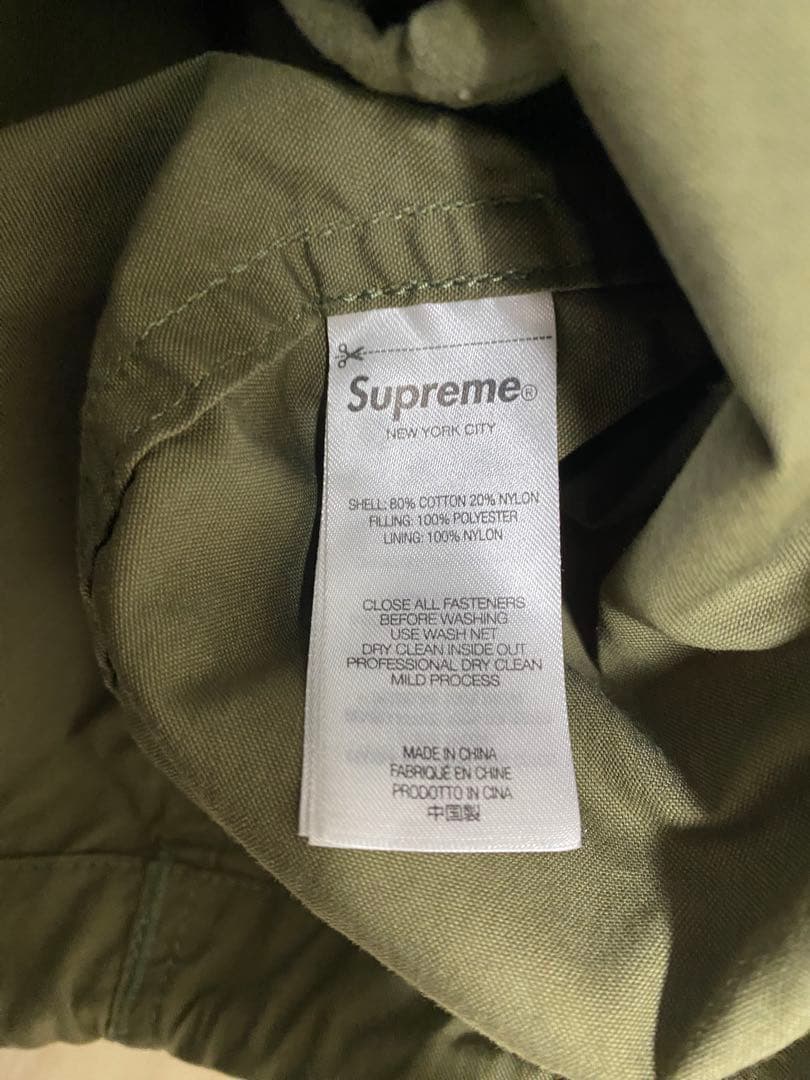 Supreme®
NEW YORK CITY
SHELL: 80% COTTON 20% NYLON
FILLING: 100% POLYESTER
LINING: 100% NYLON
CLOSE ALL FASTENERS
BEFORE WASHING
USE WASH NET
DRY CLEAN INSIDE OUT
PROFESSIONAL DRY CLEAN
MILD PROCESS
MADE IN CHINA
FABRIQUÉ EN CHINE
PRODOTTO IN CINA
中国製